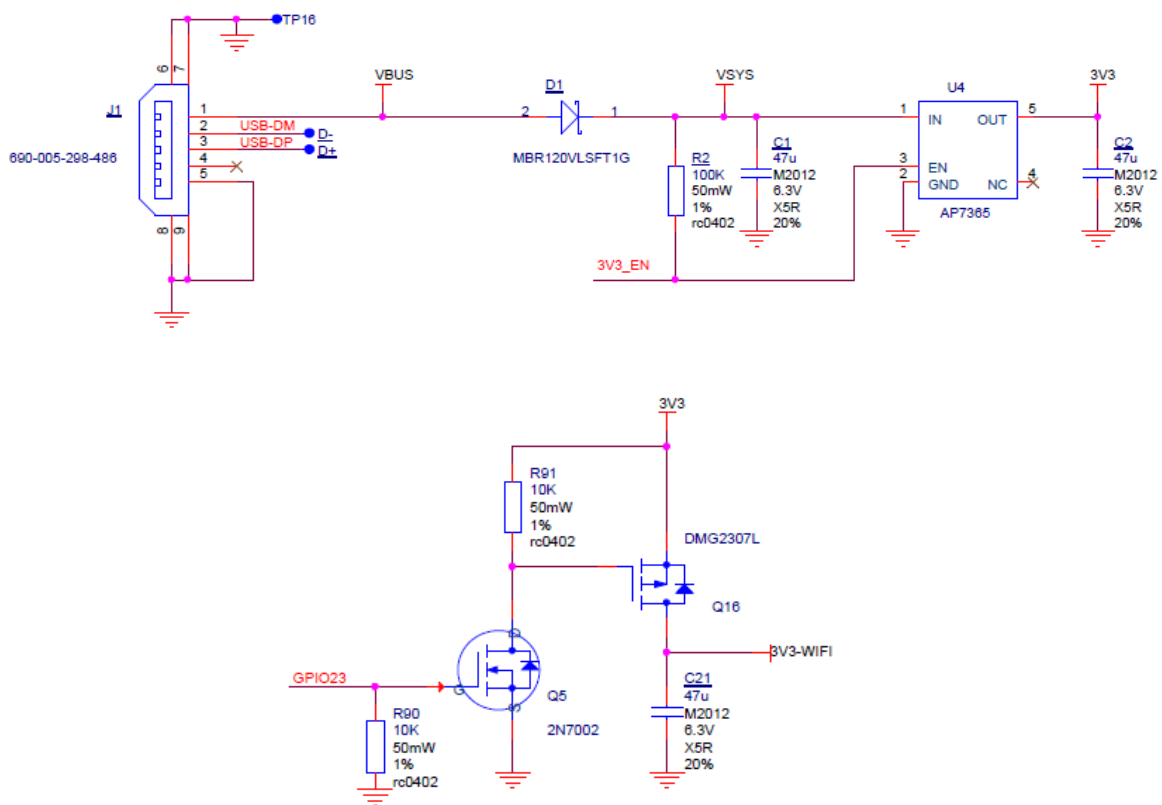 TP16
6
7
J1
1
2
3
4
5
USB-DM
USB-DP
D-
D+
690-005-298-486
8
9
VBUS
D1
2
1
MBR120VLSFT1G
VSYS
R2
100K
50mW
1%
rc0402
C1
47u
M2012
6.3V
X5R
20%
3V3_EN
U4
1
IN
OUT
5
3
EN
2
GND
NC
4
AP7365
3V3
C2
47u
M2012
6.3V
X5R
20%
3V3
R91
10K
50mW
1%
rc0402
DMG2307L
Q16
3V3-WIFI
GPIO23
G
D
S
Q5
2N7002
R90
10K
50mW
1%
rc0402
C21
47u
M2012
6.3V
X5R
20%